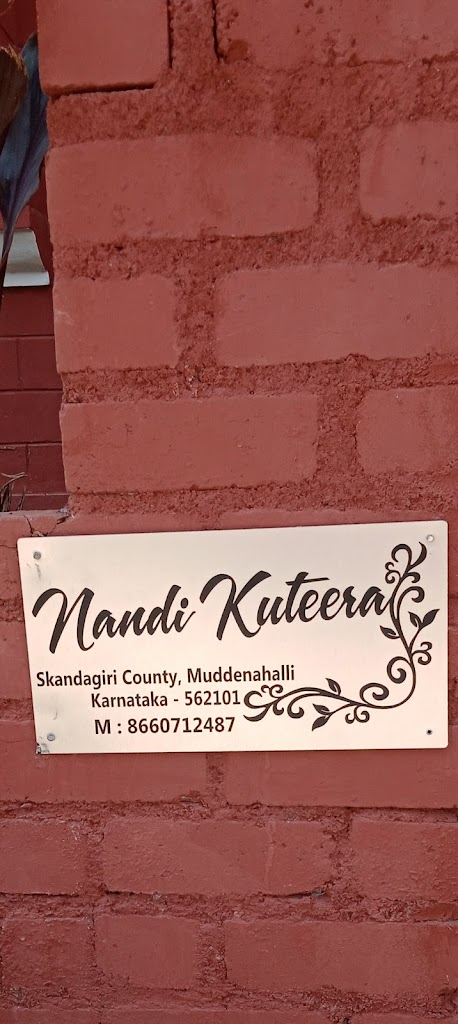 Nandi Kuteera
Skandagiri County, Muddenahalli
Karnataka - 562101
M : 8660712487